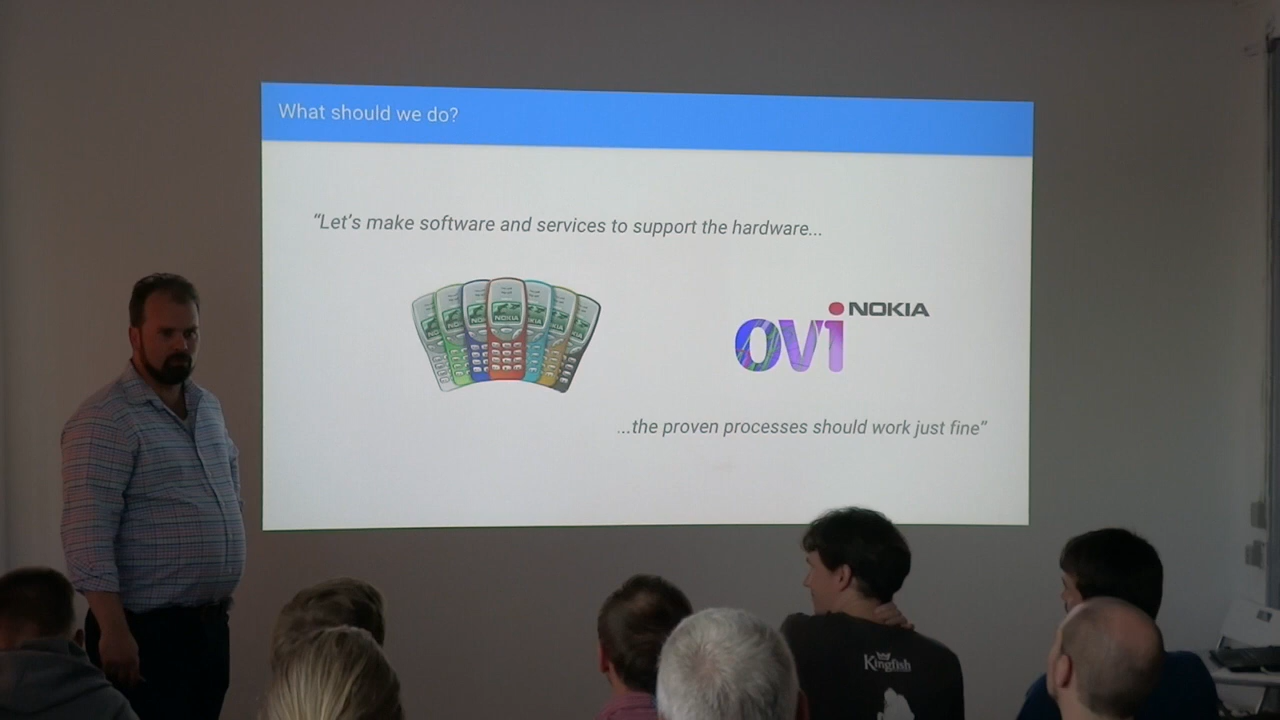 What should we do?
“Let's make software and services to support the hardware...
NOKIA
NOKIA
ovi
...the proven processes should work just fine”
Kingfish